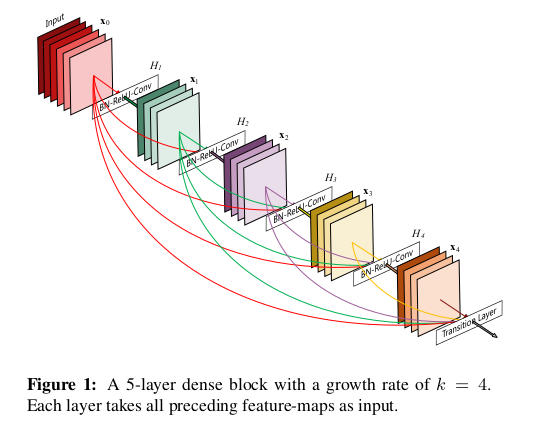 Input
x₀
H₁
BN-ReLU-Conv
x₁
H₂
BN-ReLU-Conv
x₂
H₃
BN-ReLU-Conv
x₃
H₄
BN-ReLU-Conv
x₄
Transition Layer
Figure 1: A 5-layer dense block with a growth rate of k = 4.
Each layer takes all preceding feature-maps as input.